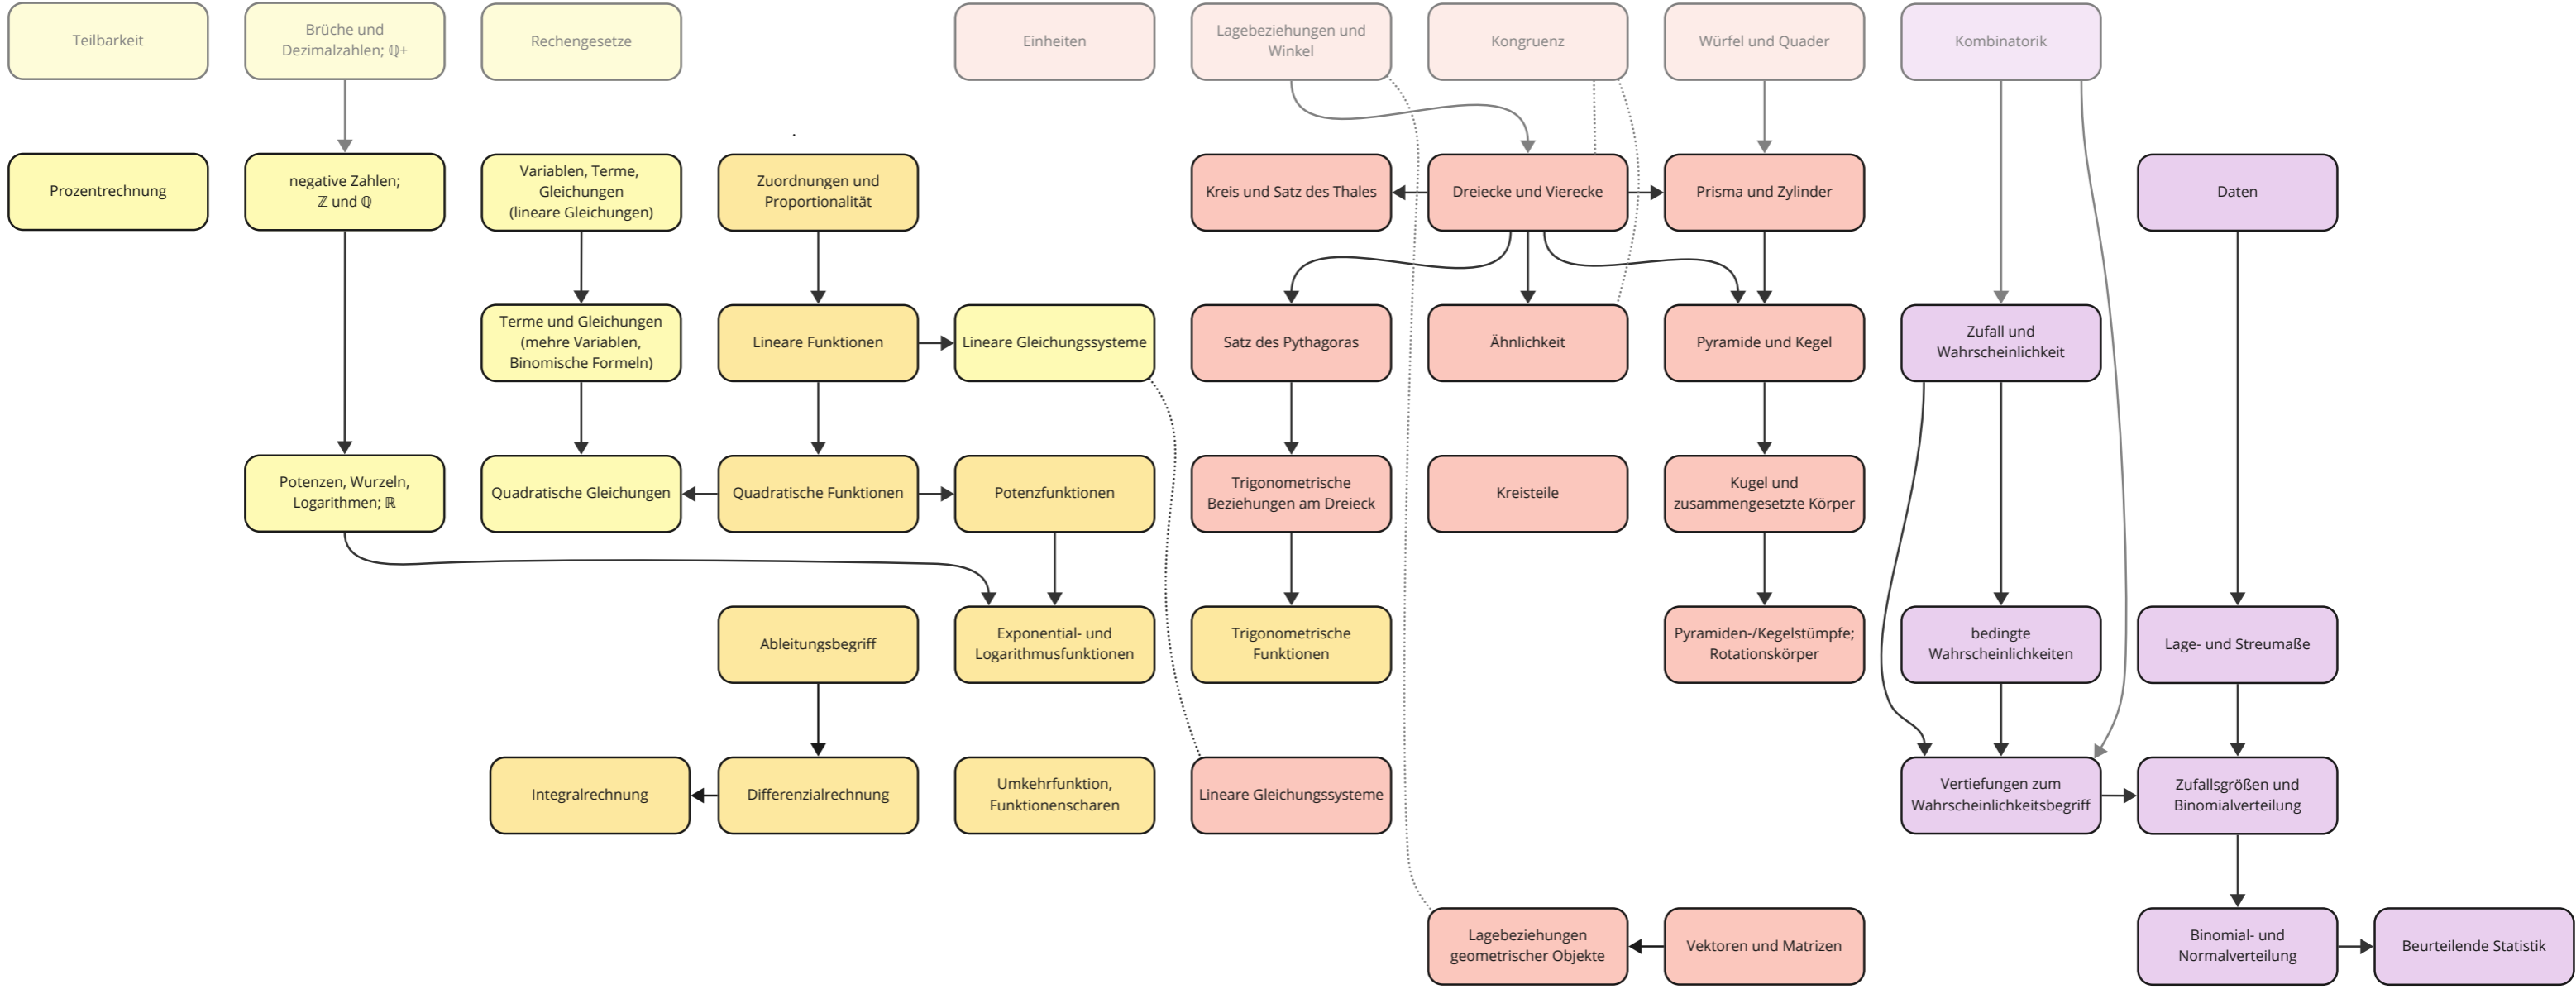 Teilbarkeit
Brüche und
Dezimalzahlen; ℚ+
Rechengesetze
Einheiten
Lagebeziehungen und
Winkel
Kongruenz
Würfel und Quader
Kombinatorik
Prozentrechnung
negative Zahlen;
ℤ und ℚ
Variablen, Terme,
Gleichungen
(lineare Gleichungen)
Zuordnungen und
Proportionalität
Kreis und Satz des Thales
Dreiecke und Vierecke
Prisma und Zylinder
Daten
Terme und Gleichungen
(mehre Variablen,
Binomische Formeln)
Lineare Funktionen
Lineare Gleichungssysteme
Satz des Pythagoras
Ähnlichkeit
Pyramide und Kegel
Zufall und
Wahrscheinlichkeit
Potenzen, Wurzeln,
Logarithmen; ℝ
Quadratische Gleichungen
Quadratische Funktionen
Potenzfunktionen
Trigonometrische
Beziehungen am Dreieck
Kreisteile
Kugel und
zusammengesetzte Körper
Ableitungsbegriff
Exponential- und
Logarithmusfunktionen
Trigonometrische
Funktionen
Pyramiden-/Kegelstümpfe;
Rotationskörper
bedingte
Wahrscheinlichkeiten
Lage- und Streumaße
Integralrechnung
Differenzialrechnung
Umkehrfunktion,
Funktionenscharen
Lineare Gleichungssysteme
Vertiefungen zum
Wahrscheinlichkeitsbegriff
Zufallsgrößen und
Binomialverteilung
Lagebeziehungen
geometrischer Objekte
Vektoren und Matrizen
Binomial- und
Normalverteilung
Beurteilende Statistik